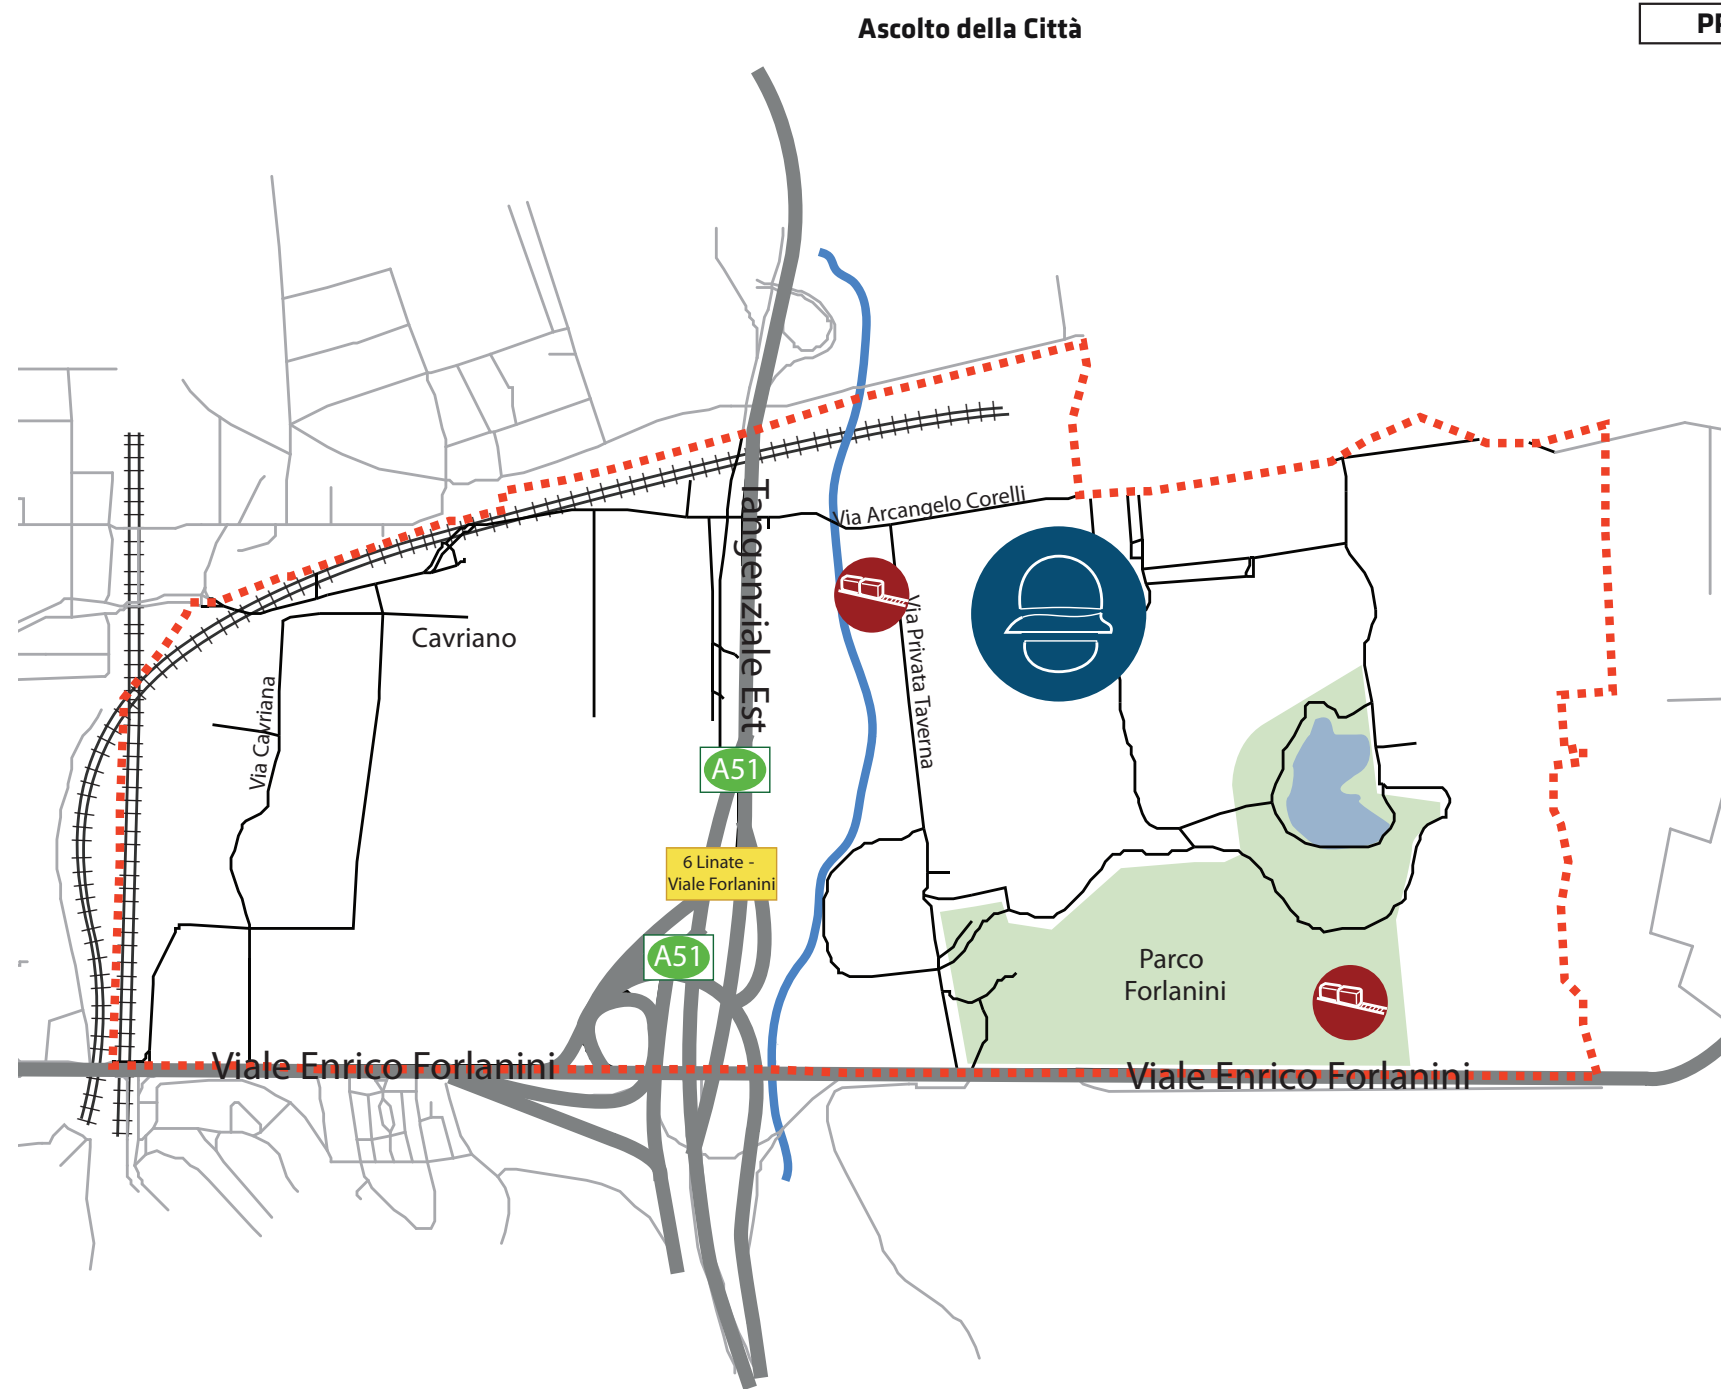 Ascolto della Città
Via Arcangelo Corelli
Tangenziale Est
Cavriano
Via Privata Taverna
Via Cavriana
A51
6 Linate -
Viale Forlanini
A51
Parco
Forlanini
Viale Enrico Forlanini
Viale Enrico Forlanini